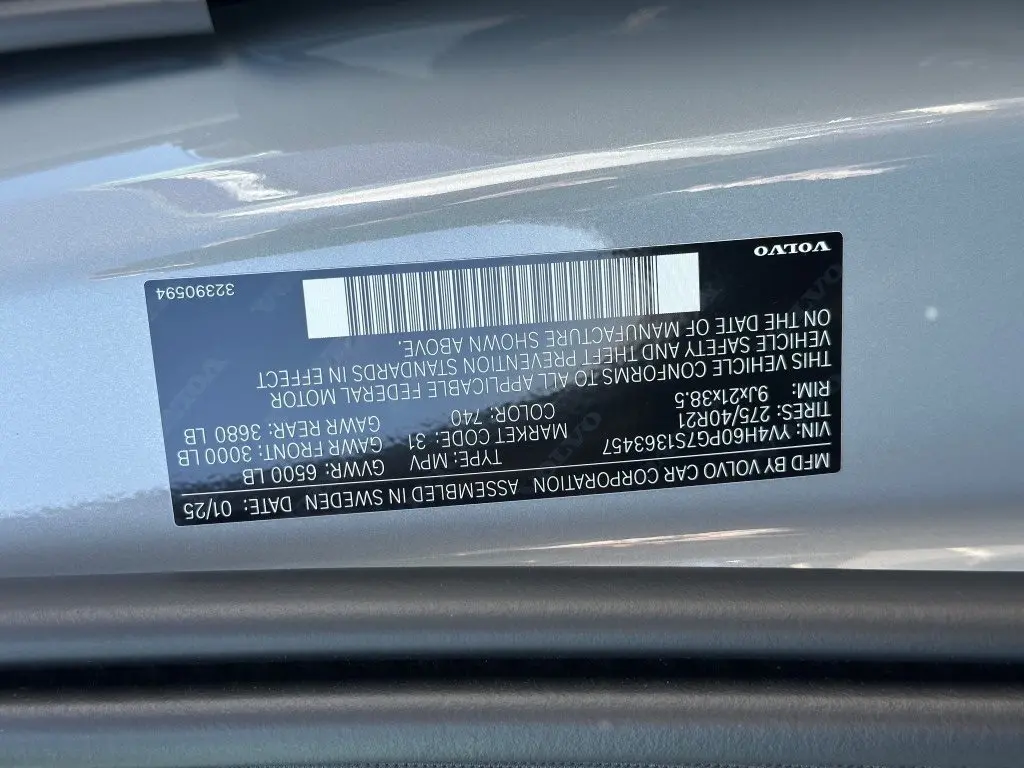 MFD BY VOLVO CAR CORPORATION ASSEMBLED IN SWEDEN DATE: 01/25
VIN: YV4H60PG7S1363457 TYPE: MPV GVWR: 6500 LB
TIRES: 275/40R21 MARKET CODE: 31 GAWR FRONT: 3000 LB
RIM: 9Jx21x38.5 COLOR: 740 GAWR REAR: 3680 LB
THIS VEHICLE CONFORMS TO ALL APPLICABLE FEDERAL MOTOR
VEHICLE SAFETY AND THEFT PREVENTION STANDARDS IN EFFECT
ON THE DATE OF MANUFACTURE SHOWN ABOVE.
VOLVO 32390594